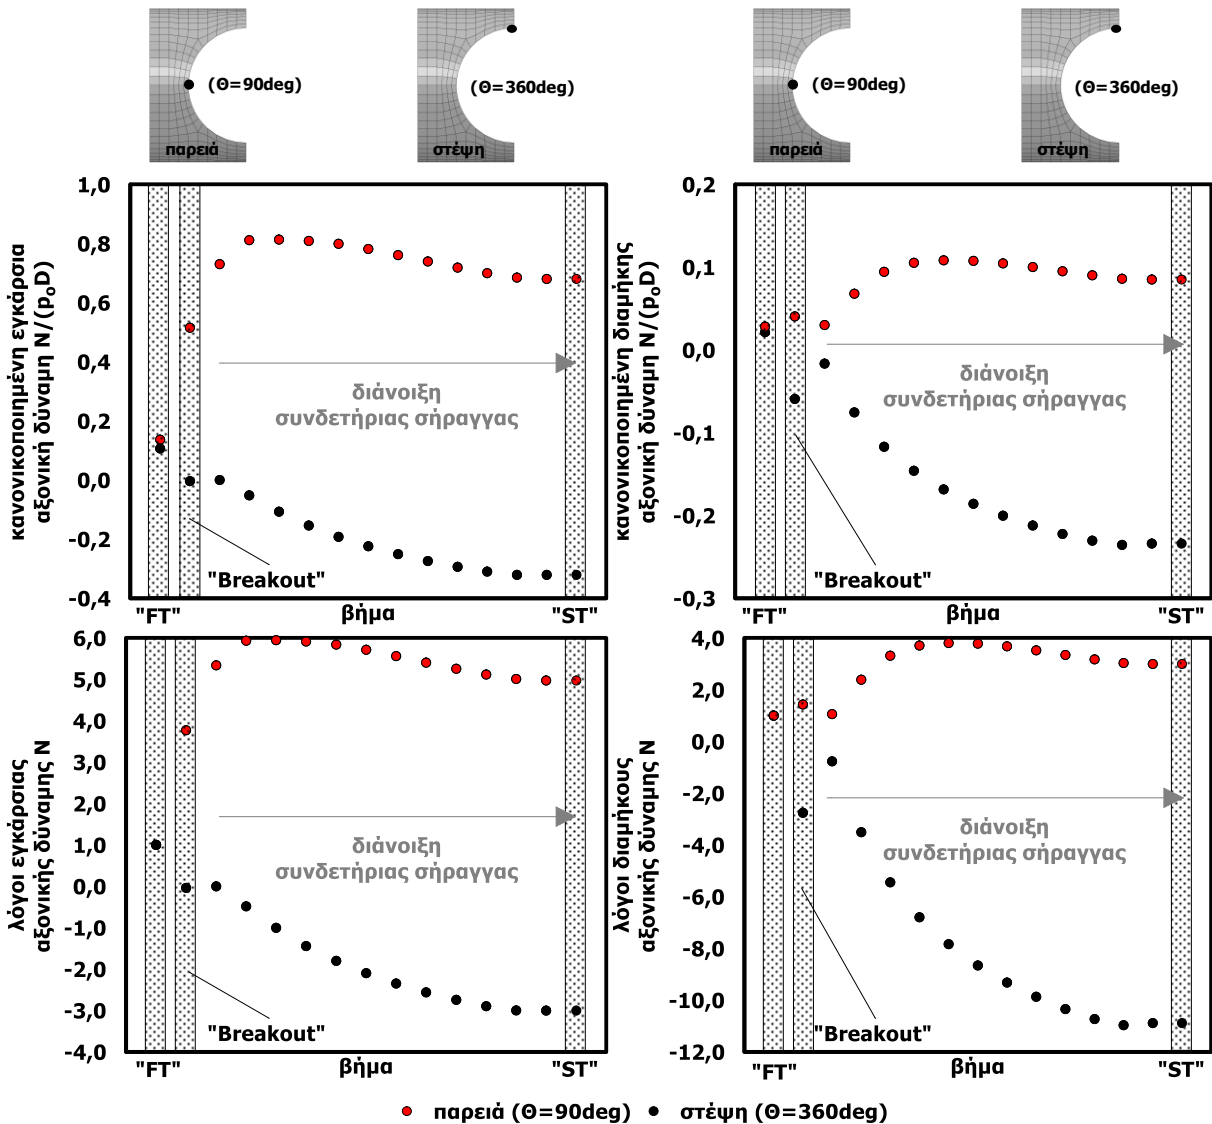 (Θ=90deg)
παρειά
(Θ=360deg)
στέψη
(Θ=90deg)
παρειά
(Θ=360deg)
στέψη
κανονικοποιημένη εγκάρσια
αξονική δύναμη N/(poD)
1,0
0,8
0,6
0,4
0,2
0,0
-0,2
-0,4
διάνοιξη
συνδετήριας σήραγγας
"Breakout"
"FT"
βήμα
"ST"
κανονικοποιημένη διαμήκης
αξονική δύναμη N/(poD)
0,2
0,1
0,0
-0,1
-0,2
-0,3
διάνοιξη
συνδετήριας σήραγγας
"Breakout"
"FT"
βήμα
"ST"
λόγοι εγκάρσιας
αξονικής δύναμης N
6,0
5,0
4,0
3,0
2,0
1,0
0,0
-1,0
-2,0
-3,0
-4,0
διάνοιξη
συνδετήριας σήραγγας
"Breakout"
"FT"
βήμα
"ST"
λόγοι διαμήκους
αξονικής δύναμης N
4,0
2,0
0,0
-2,0
-4,0
-6,0
-8,0
-10,0
-12,0
διάνοιξη
συνδετήριας σήραγγας
"Breakout"
"FT"
βήμα
"ST"
παρειά (Θ=90deg)
στέψη (Θ=360deg)